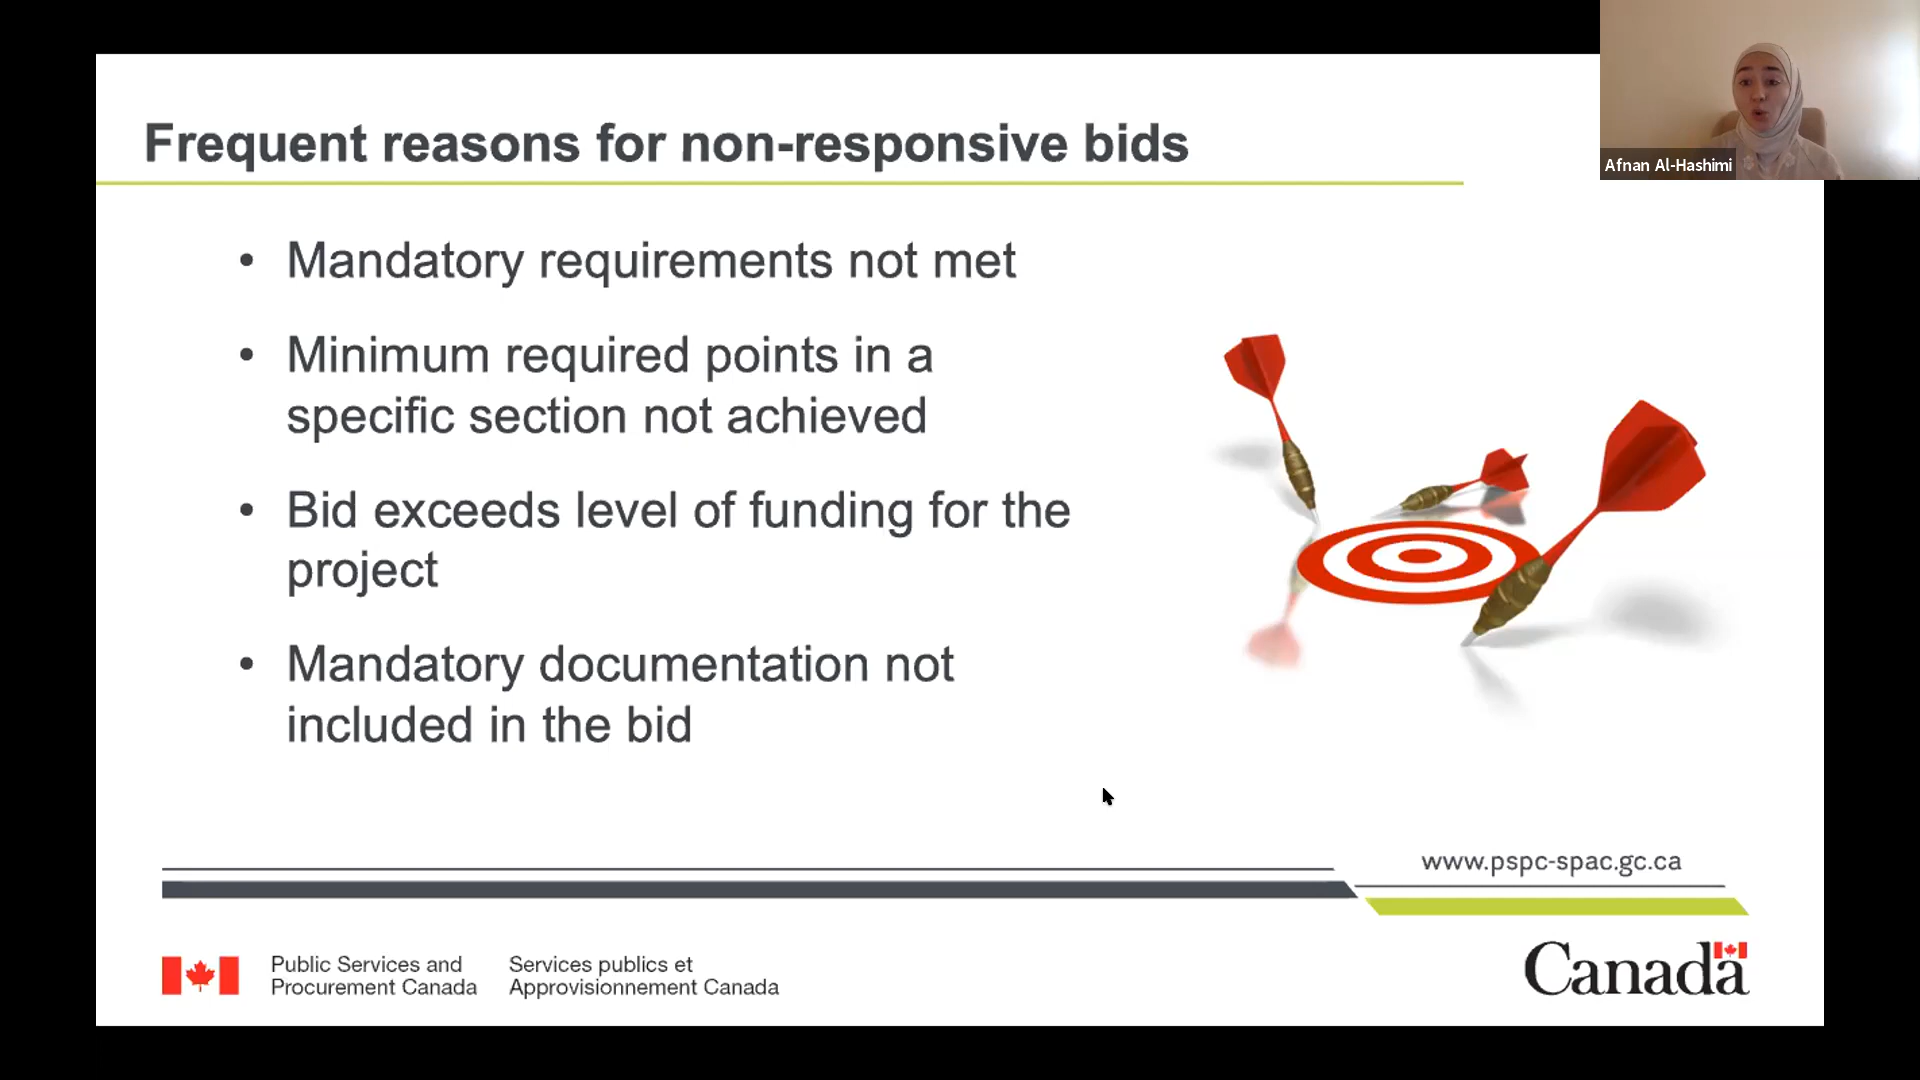 Frequent reasons for non-responsive bids
Afnan Al-Hashimi
• Mandatory requirements not met
• Minimum required points in a
specific section not achieved
• Bid exceeds level of funding for the
project
• Mandatory documentation not
included in the bid
www.pspc-spac.gc.ca
Public Services and
Procurement Canada
Services publics et
Approvisionnement Canada
Canada